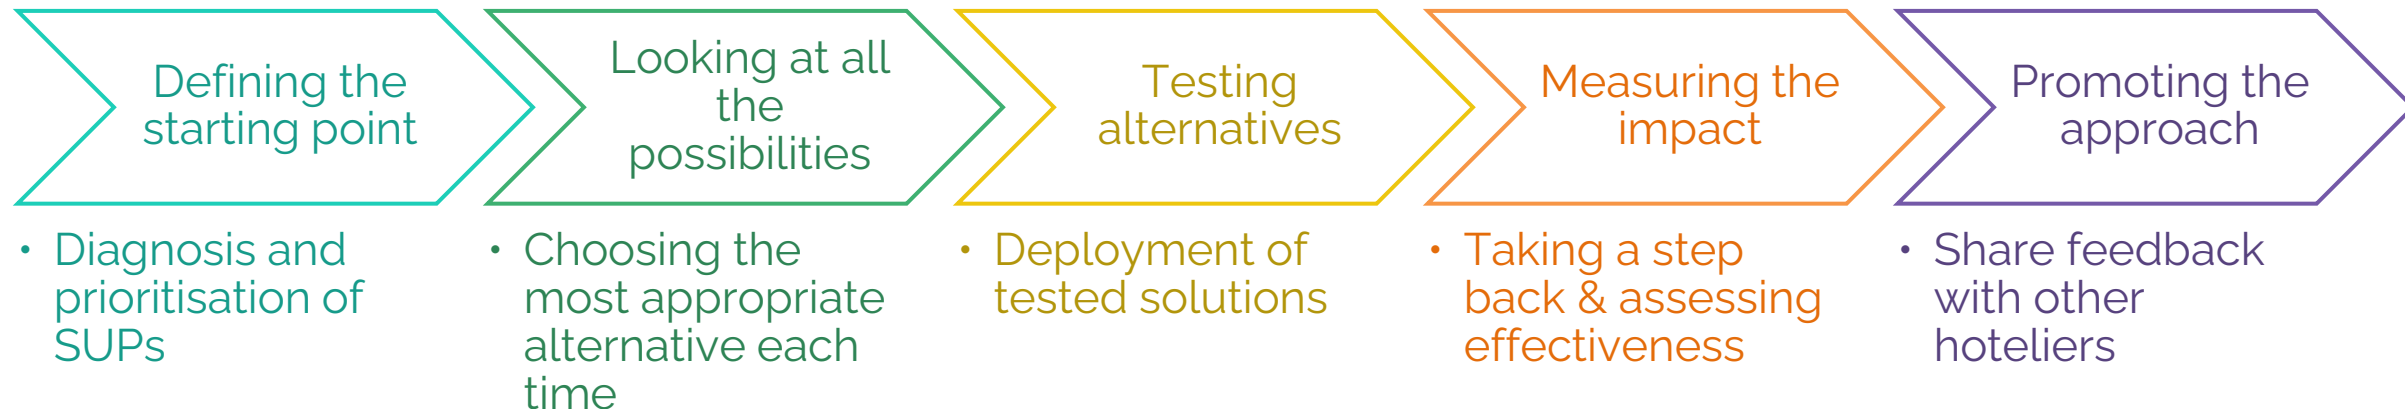 Defining the
starting point
Looking at all
the
possibilities
Testing
alternatives
Measuring the
impact
Promoting the
approach
• Diagnosis and
prioritisation of
SUPs
• Choosing the
most appropriate
alternative each
time
• Deployment of
tested solutions
• Taking a step
back & assessing
effectiveness
• Share feedback
with other
hoteliers